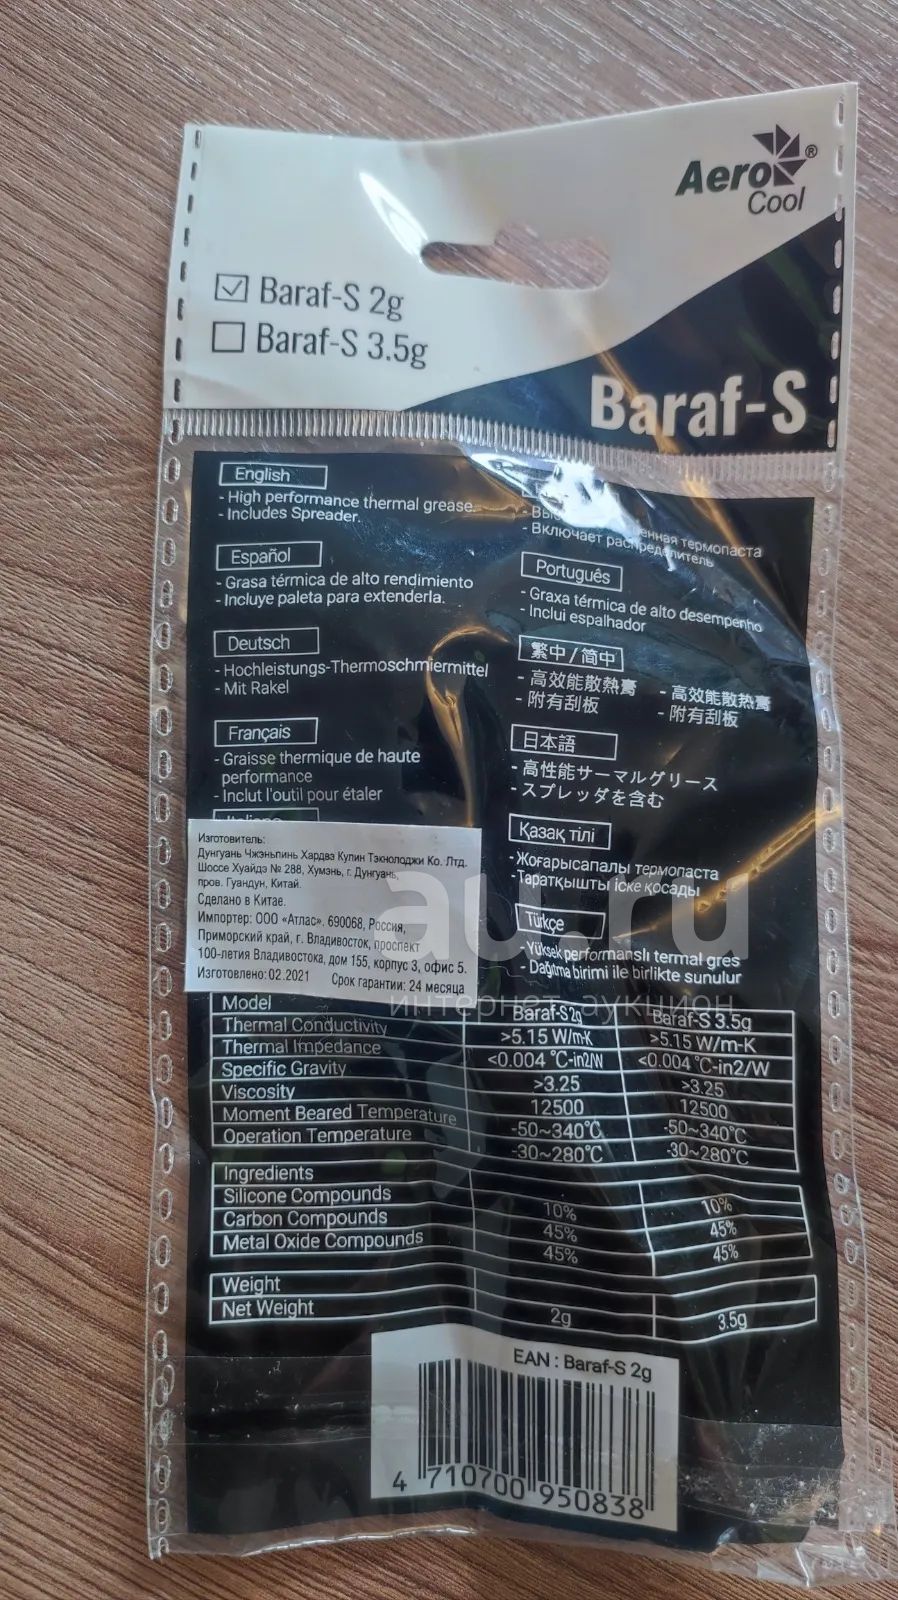 Aero
Cool
®
Baraf-S 2g
Baraf-S 3.5g
Baraf-S
English
- High performance thermal grease.
- Includes Spreader.
Español
- Grasa térmica de alto rendimiento
- Incluye paleta para extenderla.
Deutsch
- Hochleistungs-Thermoschmiermittel
- Mit Rakel
Français
- Graisse thermique de haute
performance
- Inclut l'outil pour étaler
Italiano
термопаста
- Включает распределитель
Português
- Graxa térmica de alto desempenho
- Inclui espalhador
繁中/简中
- 高效能散熱膏
- 附有刮板
- 高效能散热膏
- 附有刮板
日本語
- 高性能サーマルグリース
- スプレッダを含む
Қазақ тілі
- Жоғарысапалы термопаста
- Таратқышты іске қосады
Türkçe
- Yüksek performanslı termal gres
- Dağıtma birimi ile birlikte sunulur
Изготовитель:
Дунгуань Чжэньпинь Хардвэ Кулин Тэкнолоджи Ко. Лтд.
Шоссе Хуайдэ № 288, Хумэнь, г. Дунгуань,
пров. Гуандун, Китай.
Сделано в Китае.
Импортер: ООО «Атлас». 690068, Россия,
Приморский край, г. Владивосток, проспект
100-летия Владивостока, дом 155, корпус 3, офис 5.
Изготовлено: 02.2021 Срок гарантии: 24 месяца
au.ru
интернет-аукцион
Model Baraf-S 2g Baraf-S 3.5g
Thermal Conductivity >5.15 W/m-K >5.15 W/m-K
Thermal Impedance <0.004 ℃-in2/W <0.004 ℃-in2/W
Specific Gravity >3.25 >3.25
Viscosity 12500 12500
Moment Beared Temperature -50~340℃ -50~340℃
Operation Temperature -30~280℃ -30~280℃
Ingredients
Silicone Compounds 10% 10%
Carbon Compounds 45% 45%
Metal Oxide Compounds 45% 45%
Weight
Net Weight 2g 3.5g
EAN : Baraf-S 2g
4 710700 950838